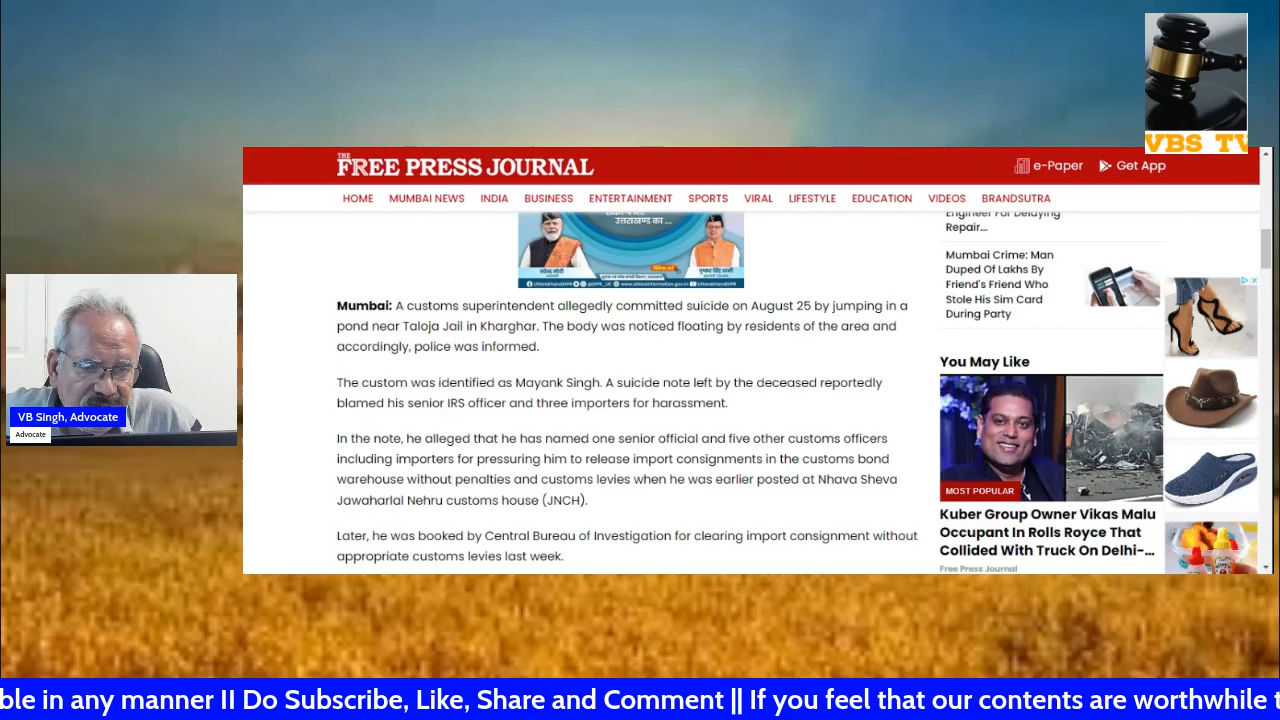 VBS TV
THE
FREE PRESS JOURNAL
e-Paper
Get App
HOME MUMBAI NEWS INDIA BUSINESS ENTERTAINMENT SPORTS VIRAL LIFESTYLE EDUCATION VIDEOS BRANDSUTRA
उत्तराखण्ड का ...
Mumbai: A customs superintendent allegedly committed suicide on August 25 by jumping in a
pond near Taloja Jail in Kharghar. The body was noticed floating by residents of the area and
accordingly, police was informed.
The custom was identified as Mayank Singh. A suicide note left by the deceased reportedly
blamed his senior IRS officer and three importers for harassment.
In the note, he alleged that he has named one senior official and five other customs officers
including importers for pressuring him to release import consignments in the customs bond
warehouse without penalties and customs levies when he was earlier posted at Nhava Sheva
Jawaharlal Nehru customs house (JNCH).
Later, he was booked by Central Bureau of Investigation for clearing import consignment without
appropriate customs levies last week.
Engineer For Delaying
Repair...
Mumbai Crime: Man
Duped Of Lakhs By
Friend's Friend Who
Stole His Sim Card
During Party
You May Like
MOST POPULAR
Kuber Group Owner Vikas Malu
Occupant In Rolls Royce That
Collided With Truck On Delhi-...
Free Press Journal
VB Singh, Advocate
Advocate
ble in any manner II Do Subscribe, Like, Share and Comment || If you feel that our contents are worthwhile t